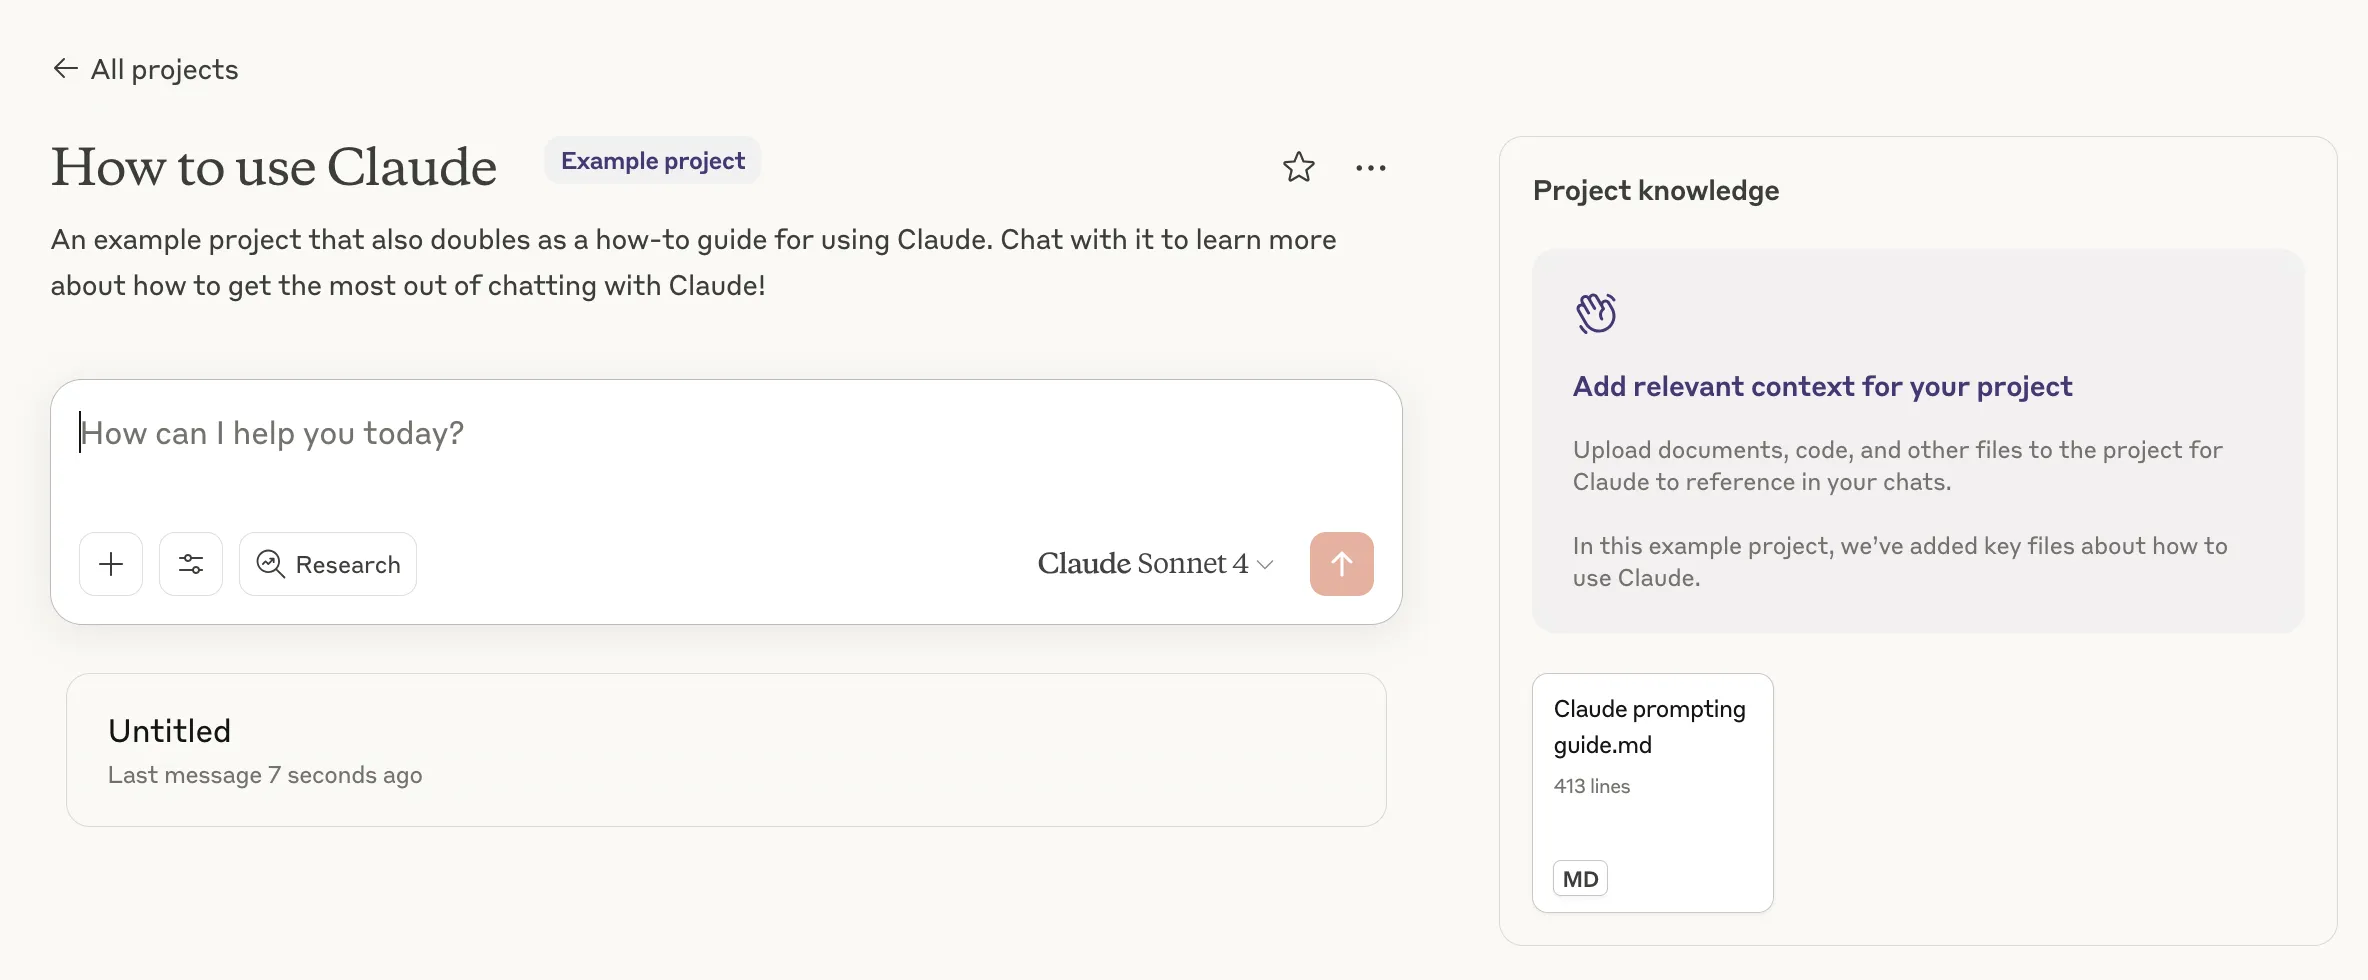 All projects
How to use Claude
Example project
An example project that also doubles as a how-to guide for using Claude. Chat with it to learn more
about how to get the most out of chatting with Claude!
How can I help you today?
Research
Claude Sonnet 4
Untitled
Last message 7 seconds ago
Project knowledge
Add relevant context for your project
Upload documents, code, and other files to the project for
Claude to reference in your chats.
In this example project, we’ve added key files about how to
use Claude.
Claude prompting
guide.md
413 lines
MD